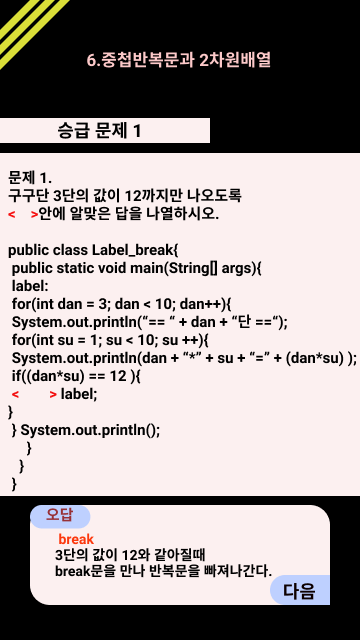 6.중첩반복문과 2차원배열
승급 문제 1
문제 1.
구구단 3단의 값이 12까지만 나오도록
<    >안에 알맞은 답을 나열하시오.
public class Label_break{
public static void main(String[] args){
label:
for(int dan = 3; dan < 10; dan++){
System.out.println(“== “ + dan + “단 ==“);
for(int su = 1; su < 10; su ++){
System.out.println(dan + “*” + su + “=” + (dan*su) );
if((dan*su) == 12 ){
<        > label;
}
} System.out.println();
}
}
}
오답
break
3단의 값이 12와 같아질때
break문을 만나 반복문을 빠져나간다.
다음